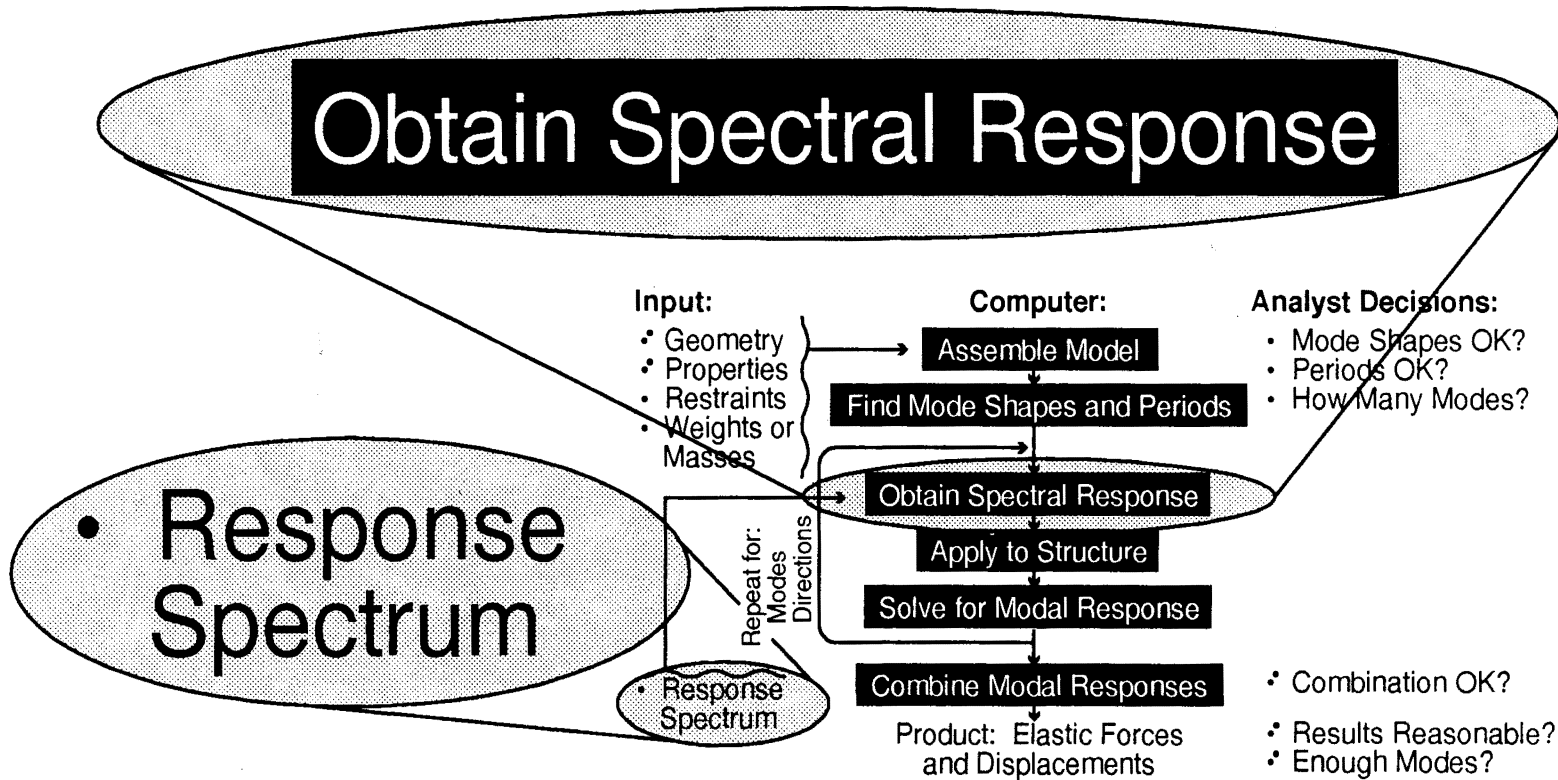 Obtain Spectral Response
Input:
• Geometry
• Properties
• Restraints
• Weights or
Masses
Computer:
Assemble Model
Find Mode Shapes and Periods
Obtain Spectral Response
Apply to Structure
Solve for Modal Response
Combine Modal Responses
Product: Elastic Forces
and Displacements
Analyst Decisions:
• Mode Shapes OK?
• Periods OK?
• How Many Modes?
• Combination OK?
• Results Reasonable?
• Enough Modes?
• Response
Spectrum
Repeat for:
Modes
Directions
• Response
Spectrum